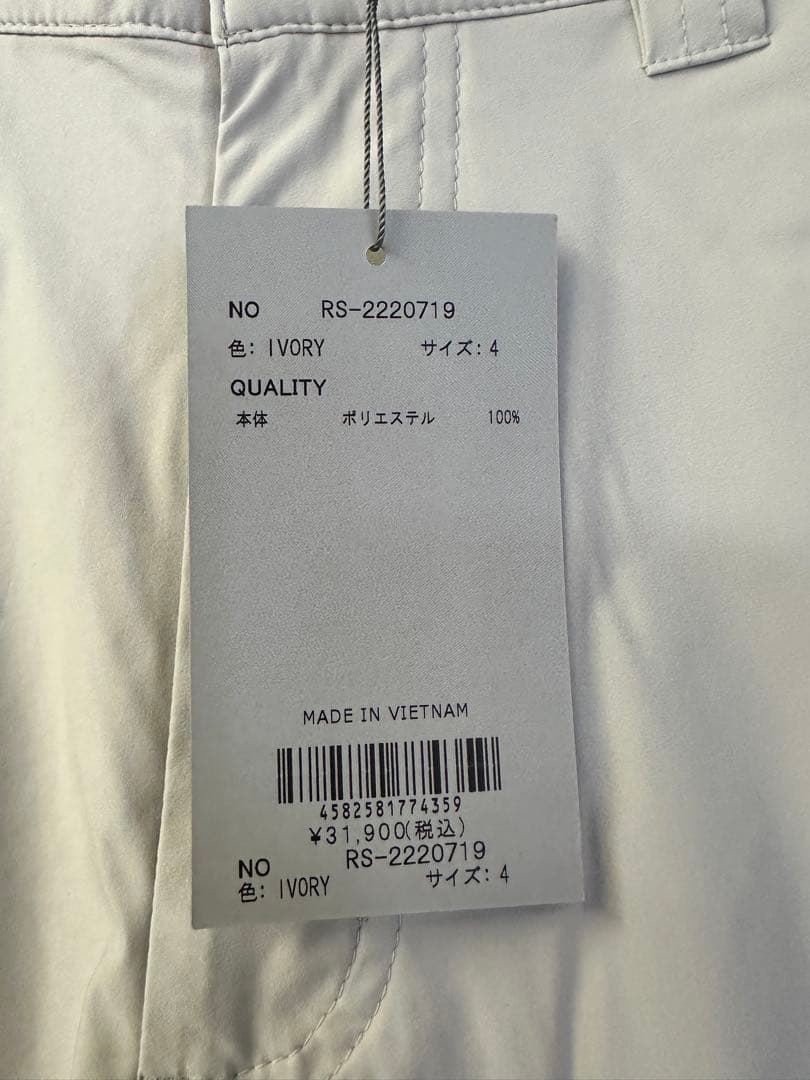 NO RS-2220719
色: IVORY サイズ: 4
QUALITY
本体 ポリエステル 100%
MADE IN VIETNAM
4582581774359
¥31,900(税込)
NO RS-2220719
色: IVORY サイズ: 4